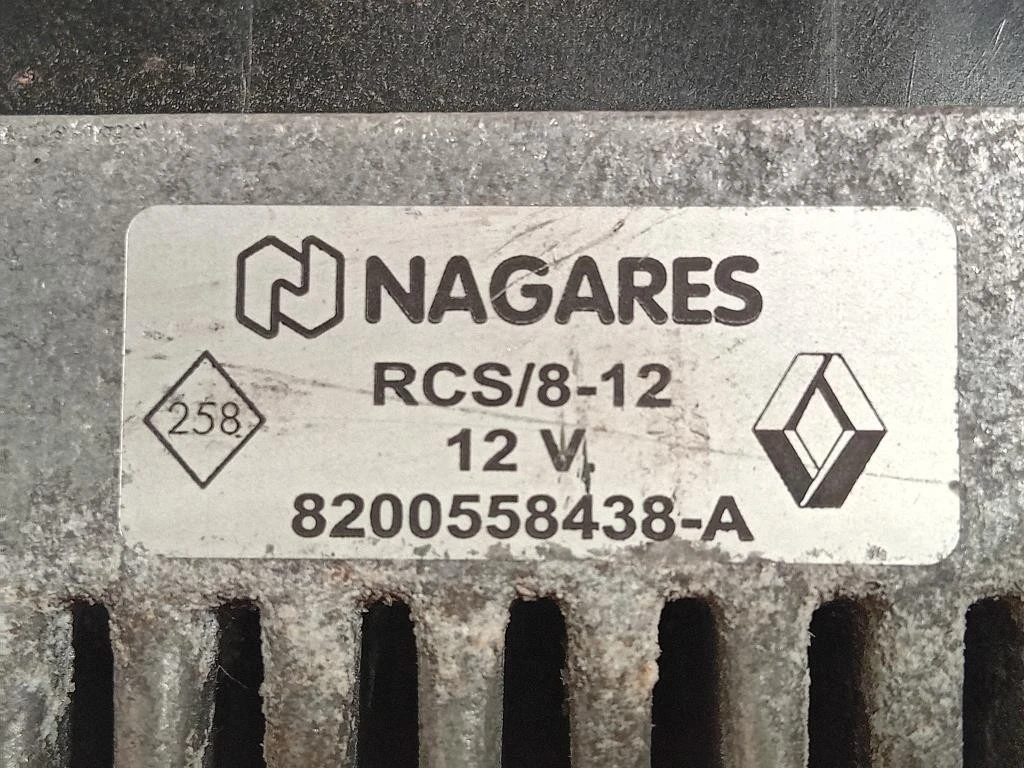 NAGARES
RCS/8-12
258
12 V.
8200558438-A